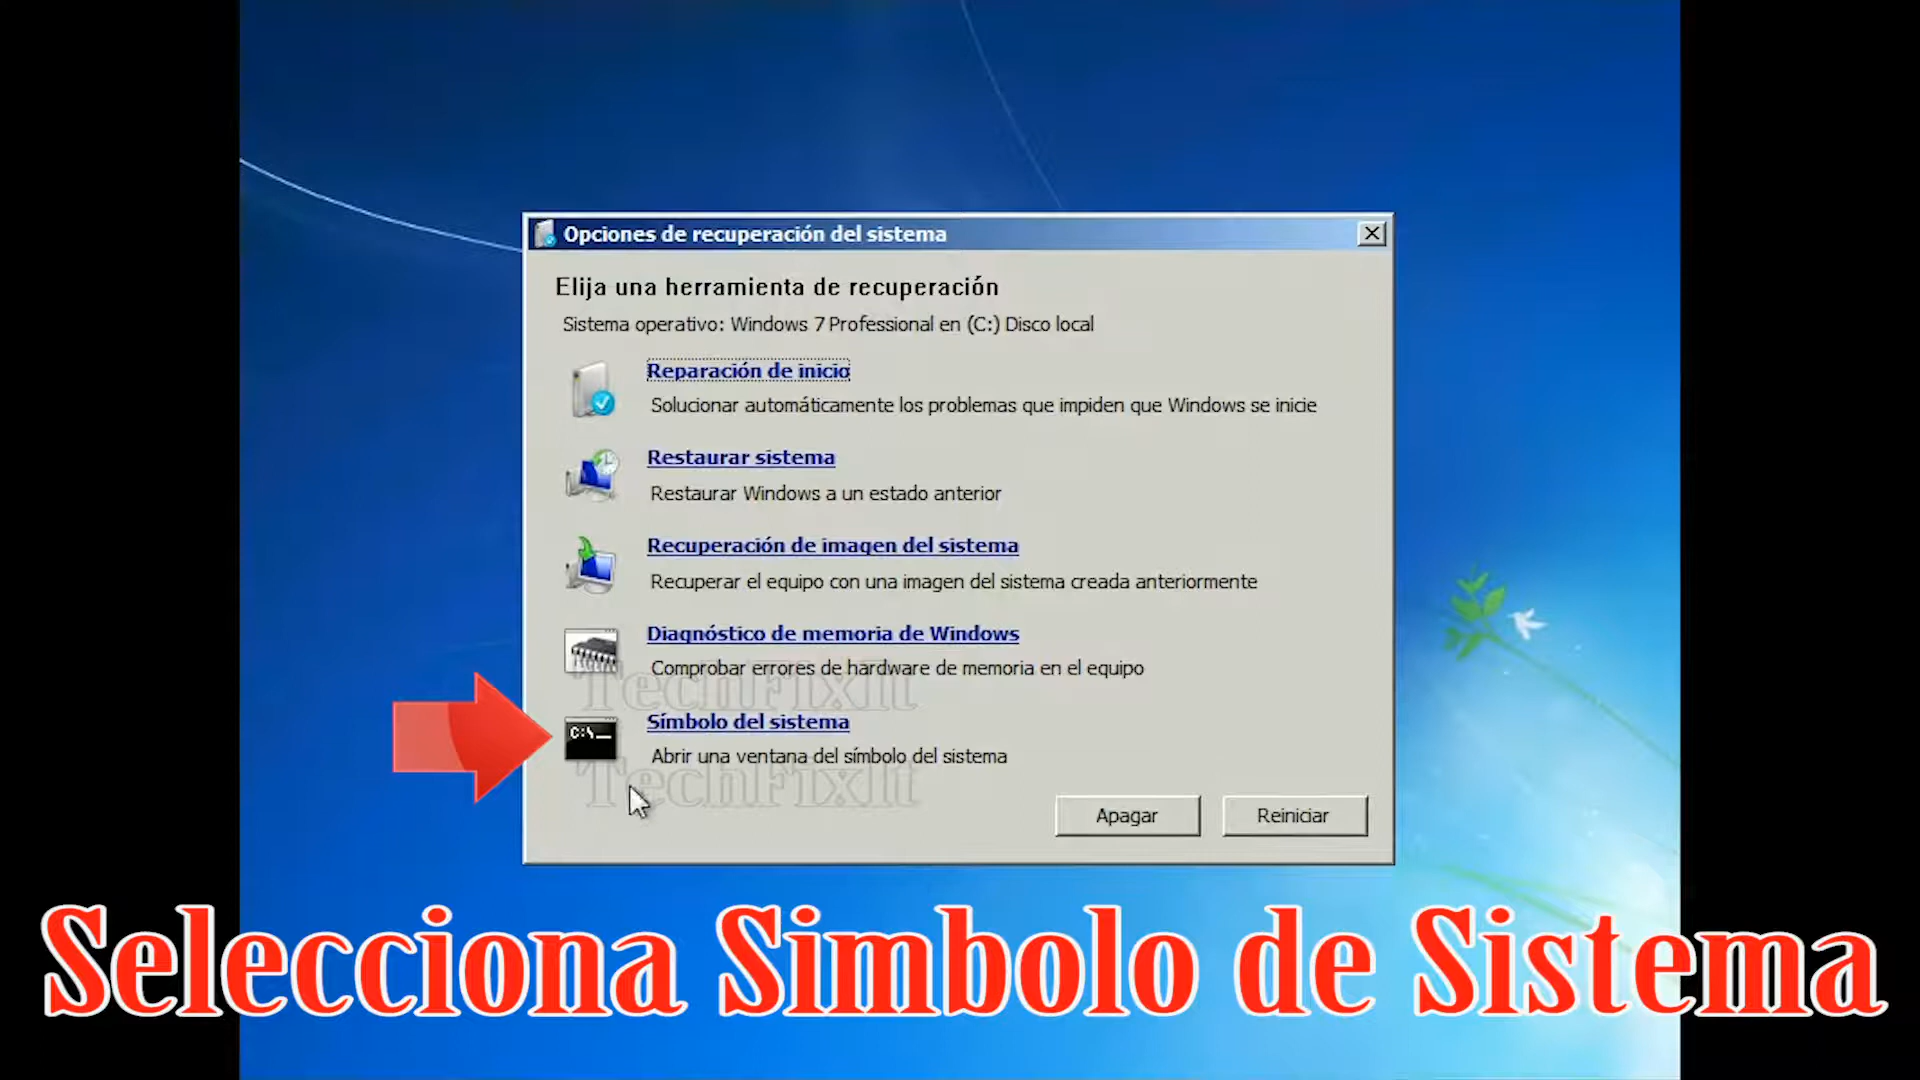 Opciones de recuperación del sistema
Elija una herramienta de recuperación
Sistema operativo: Windows 7 Professional en (C:) Disco local
Reparación de inicio
Solucionar automáticamente los problemas que impiden que Windows se inicie
Restaurar sistema
Restaurar Windows a un estado anterior
Recuperación de imagen del sistema
Recuperar el equipo con una imagen del sistema creada anteriormente
Diagnóstico de memoria de Windows
Comprobar errores de hardware de memoria en el equipo
TechFixIt
C:\_
Símbolo del sistema
Abrir una ventana del símbolo del sistema
TechFixIt
Apagar
Reiniciar
Selecciona Simbolo de Sistema